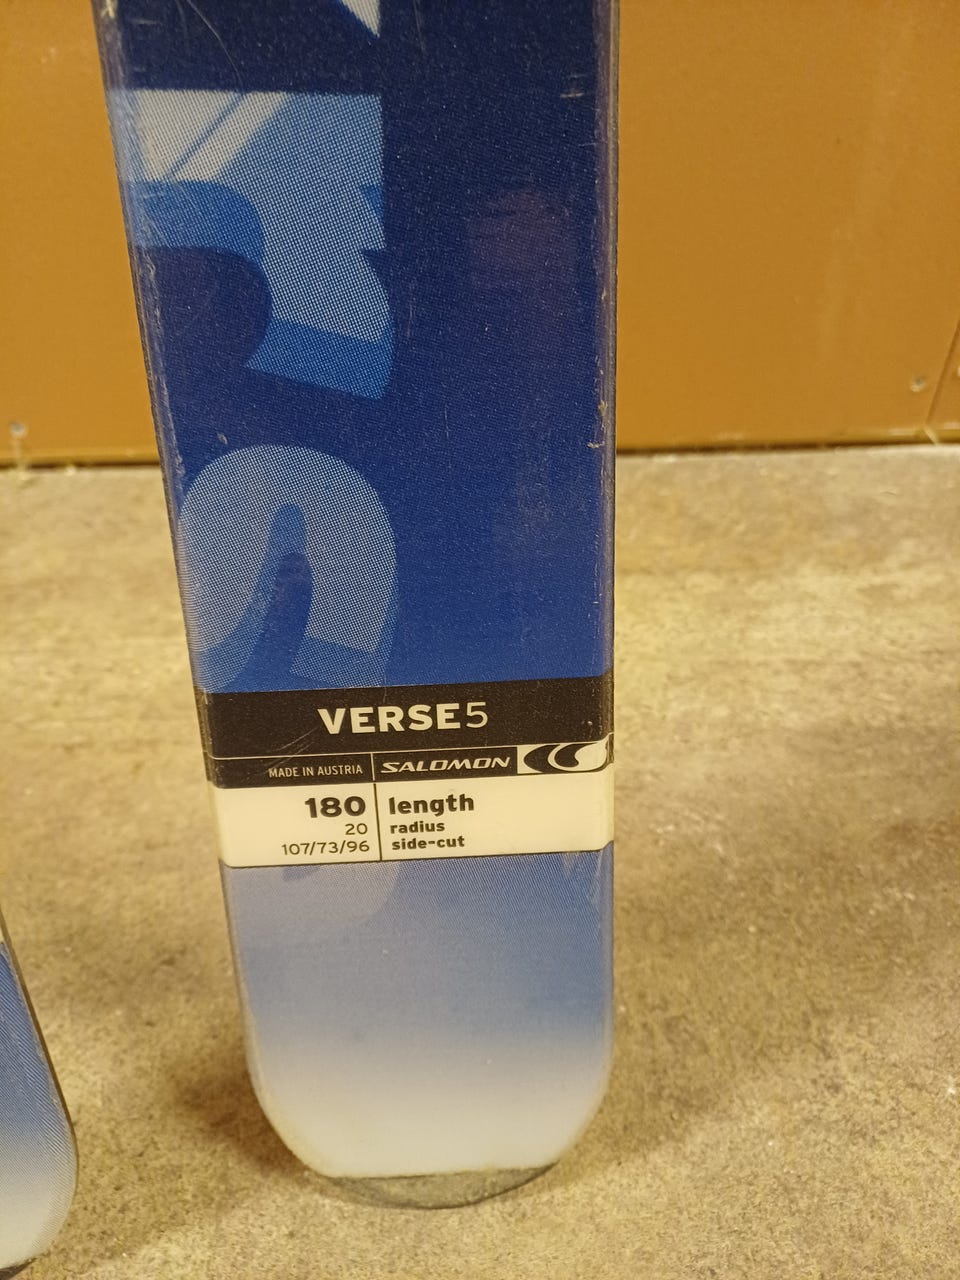 VERSE5
MADE IN AUSTRIA SALOMON
180 length
20 radius
107/73/96 side-cut